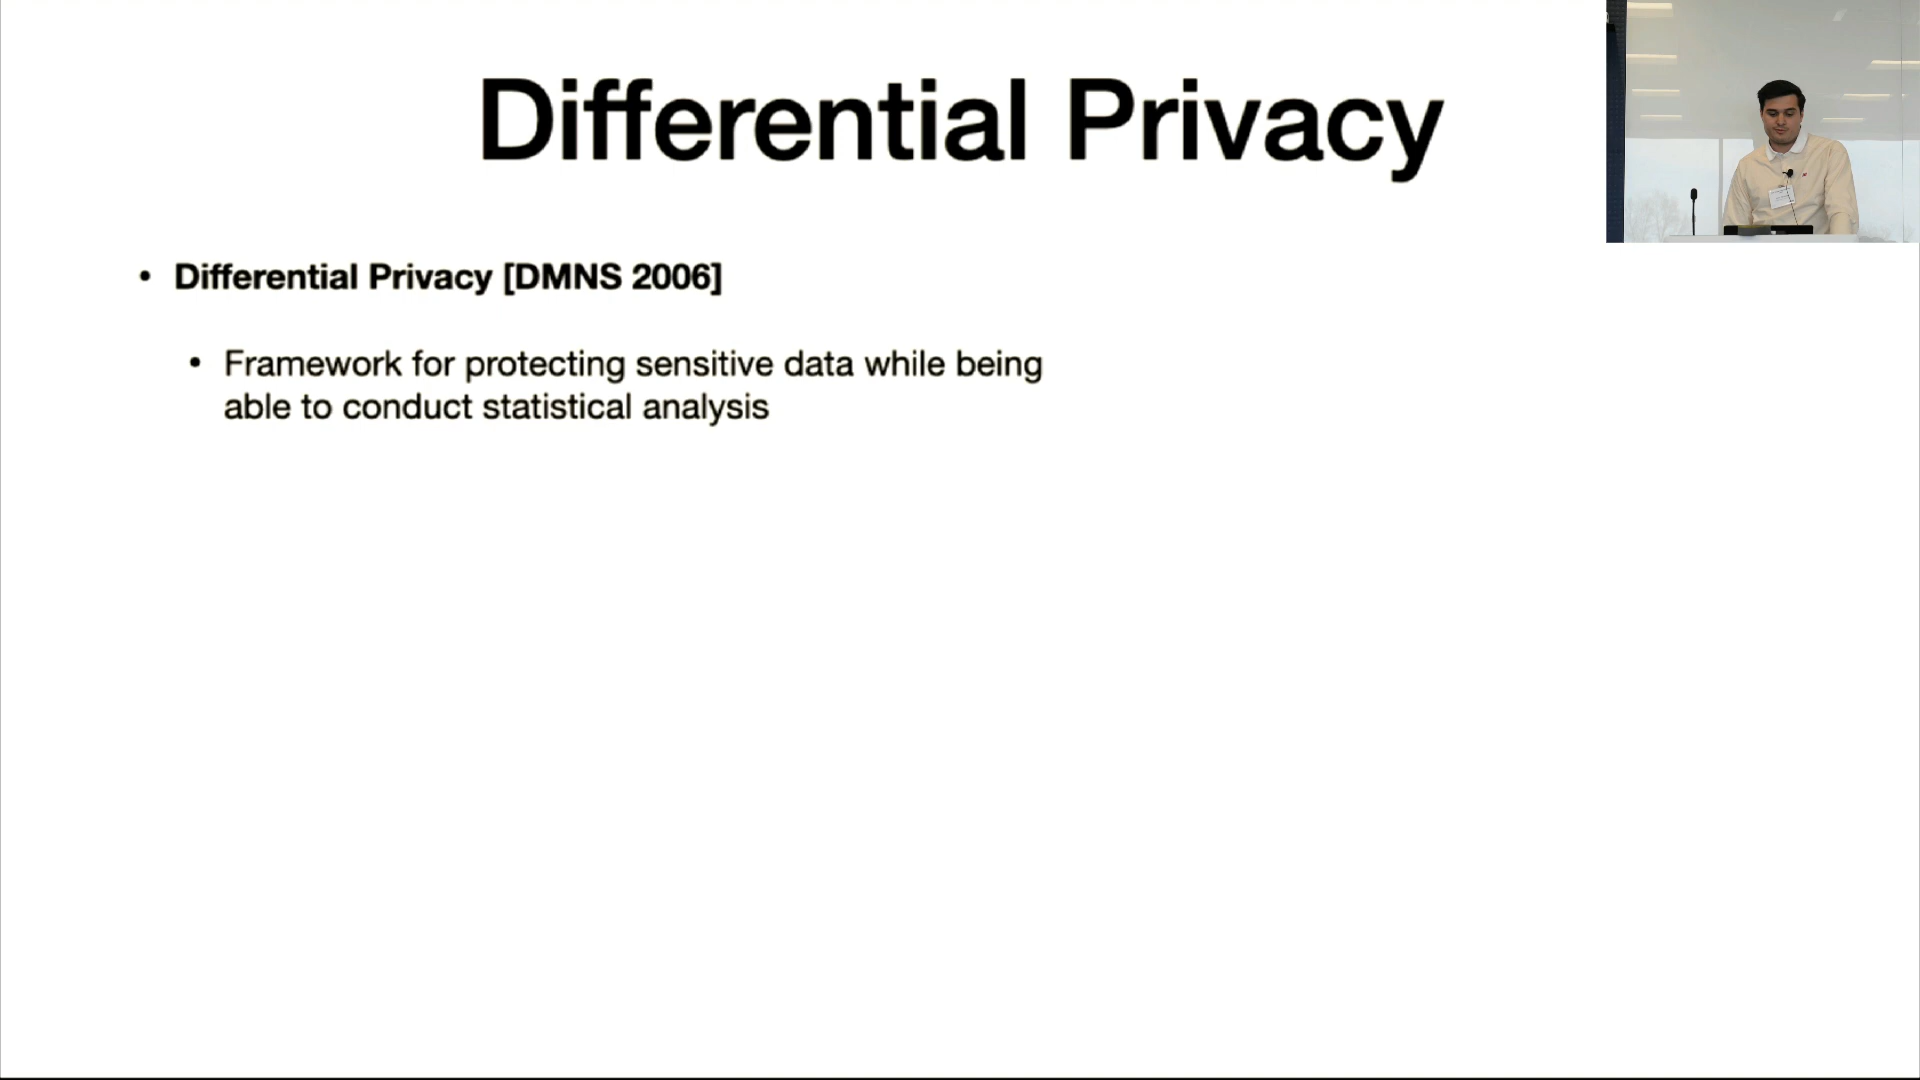 Differential Privacy
• Differential Privacy [DMNS 2006]
• Framework for protecting sensitive data while being
able to conduct statistical analysis